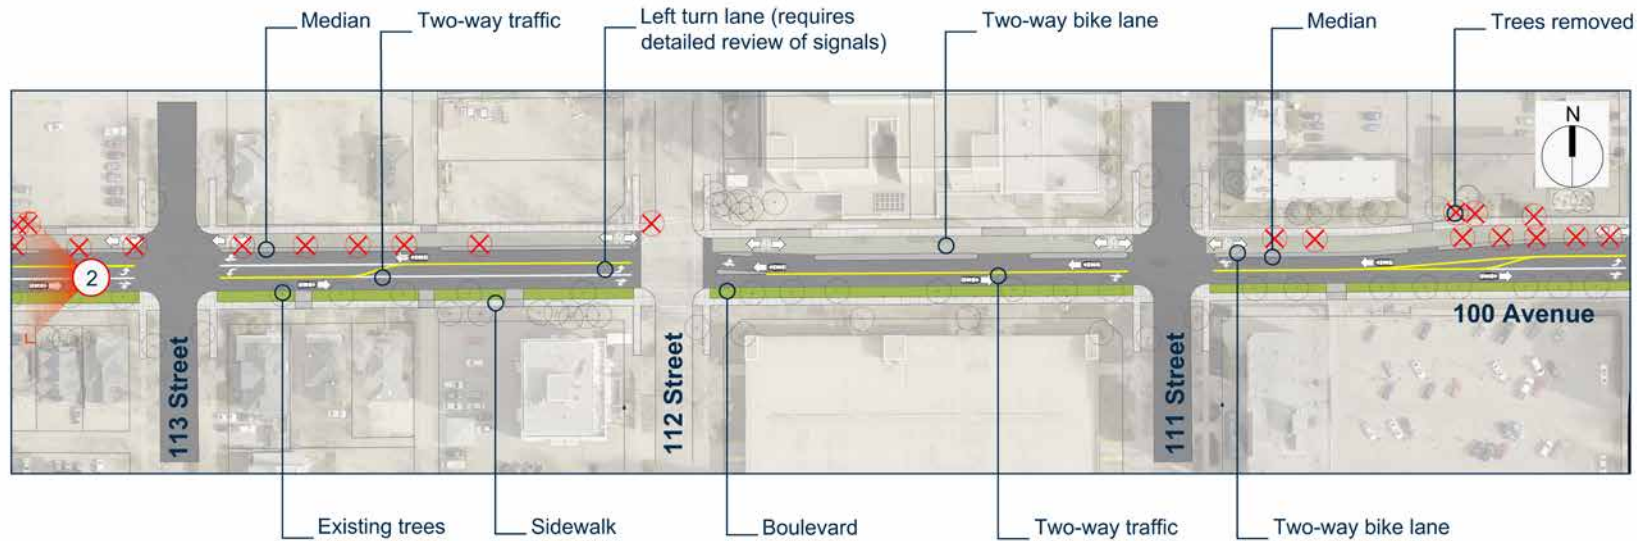 Median
Two-way traffic
Left turn lane (requires
detailed review of signals)
Two-way bike lane
Median
Trees removed
N
2
100 Avenue
113 Street
112 Street
111 Street
Existing trees
Sidewalk
Boulevard
Two-way traffic
Two-way bike lane